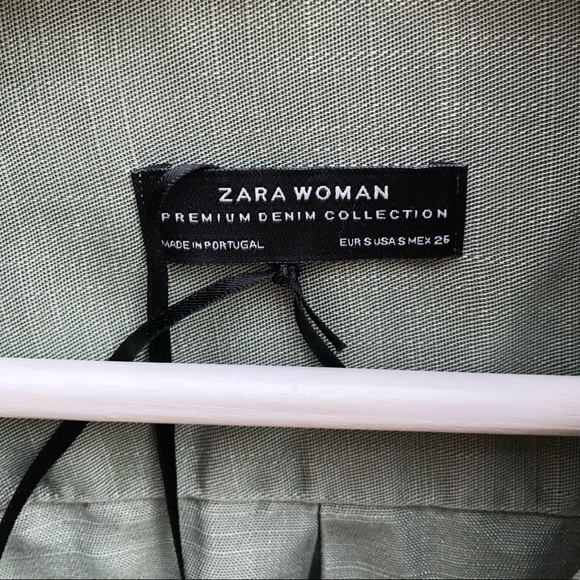 ZARA WOMAN
PREMIUM DENIM COLLECTION
MADE IN PORTUGAL EUR S USA S MEX 26